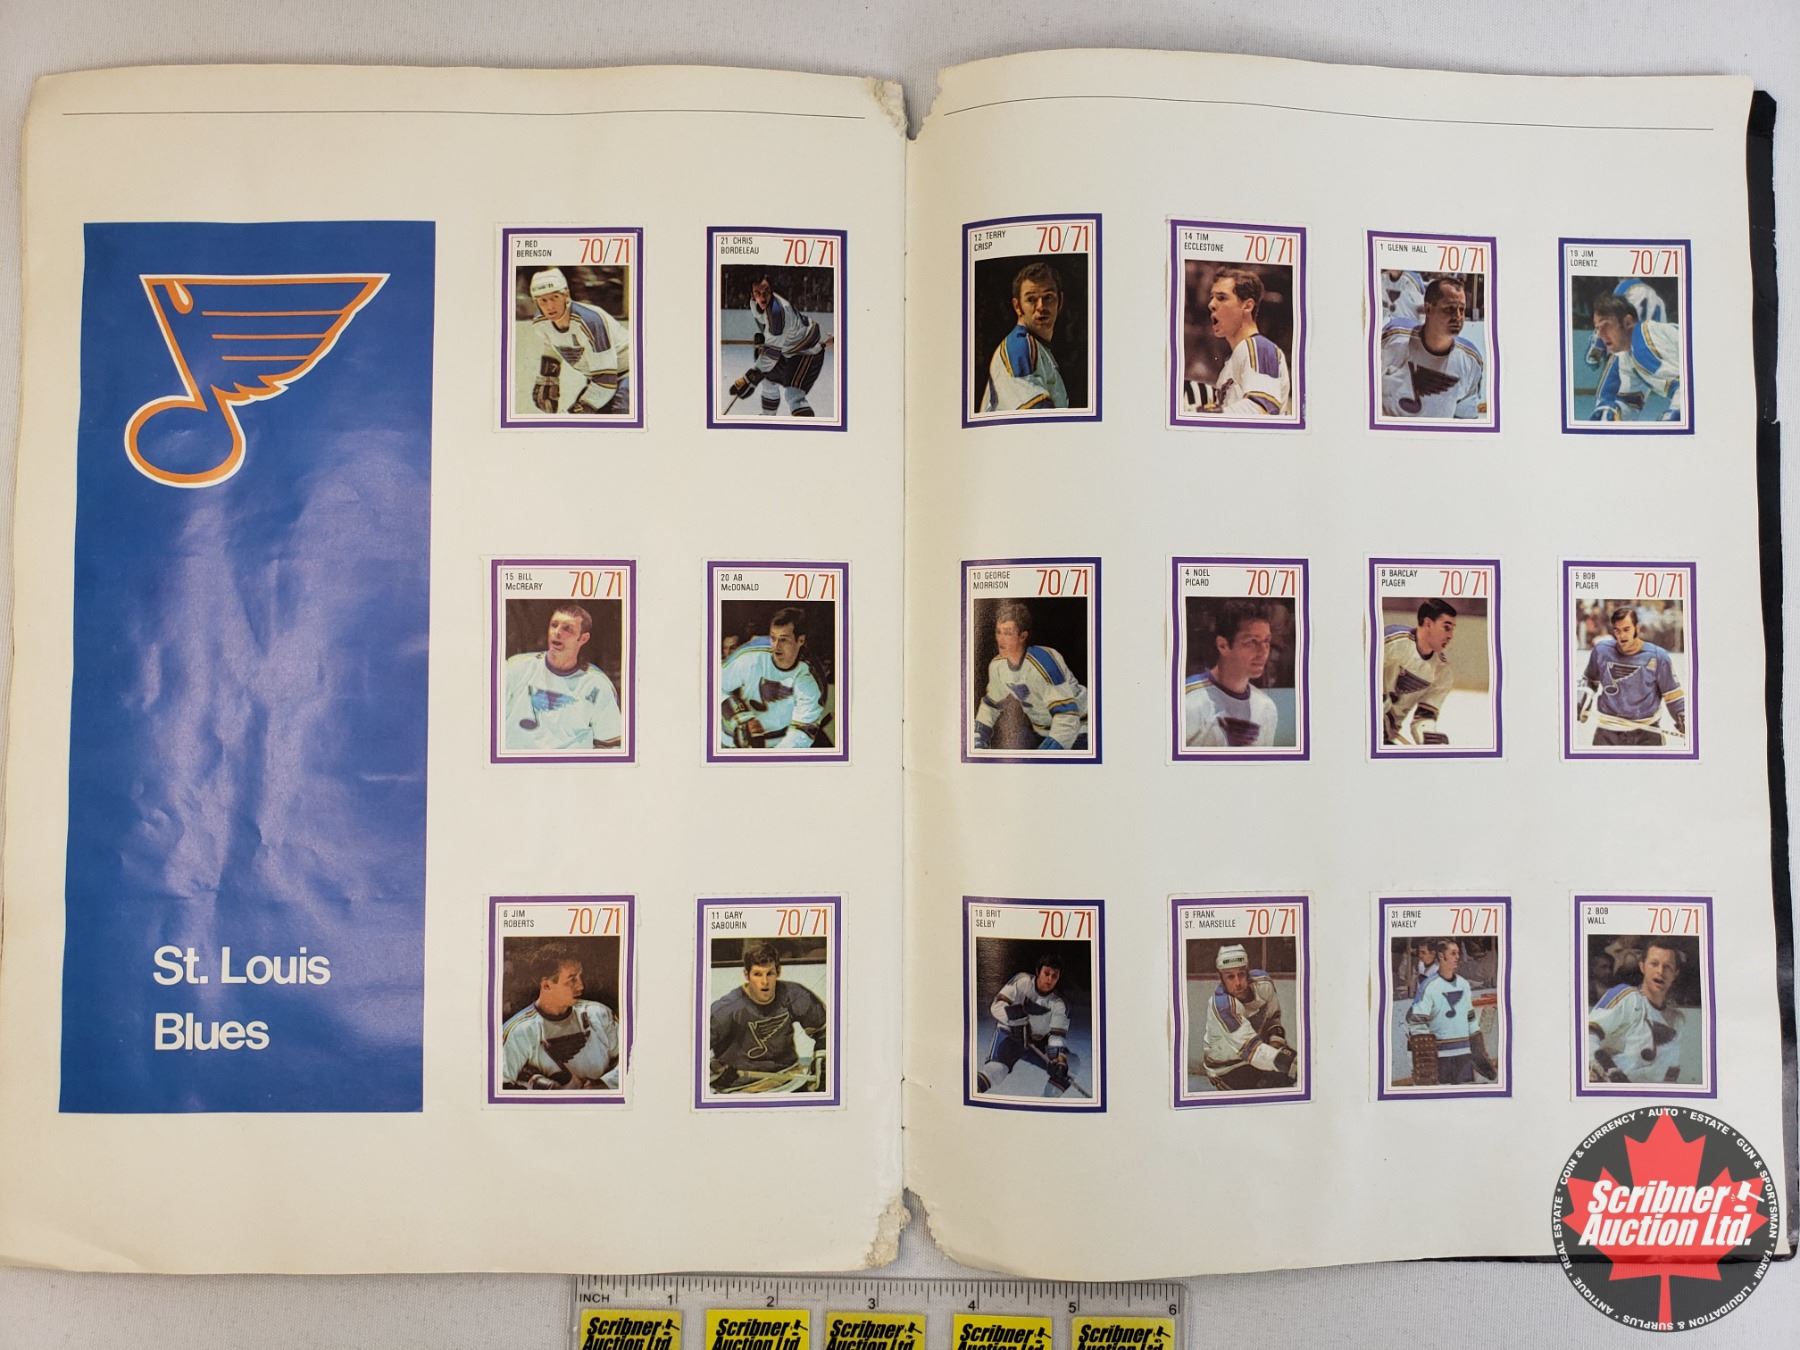 St. Louis
Blues
7 RED
BERENSON
70/71
21 CHRIS
BORDELEAU
70/71
12 TERRY
CRISP
70/71
14 TIM
ECCLESTONE
70/71
1 GLENN HALL
70/71
19 JIM
LORENTZ
70/71
15 BILL
McCREARY
70/71
20 AB
McDONALD
70/71
10 GEORGE
MORRISON
70/71
4 NOEL
PICARD
70/71
8 BARCLAY
PLAGER
70/71
5 BOB
PLAGER
70/71
6 JIM
ROBERTS
70/71
11 GARY
SABOURIN
70/71
BRIT
SELBY
70/71
9 FRANK
ST. MARSEILLE
70/71
31 ERNIE
WAKELY
70/71
2 BOB
WALL
70/71
INCH 1 2 3 4 5 6
Scribner Scribner Scribner Scribner Scribner
Auction Ltd Auction Ltd Auction Ltd Auction Ltd Auction Ltd
ANTIQUE * REAL ESTATE * COIN & CURRENCY * AUTO * ESTATE * GUN & SPORTSMAN * FARM * LIQUIDATION & SURPLUS *
Scribner
Auction Ltd.